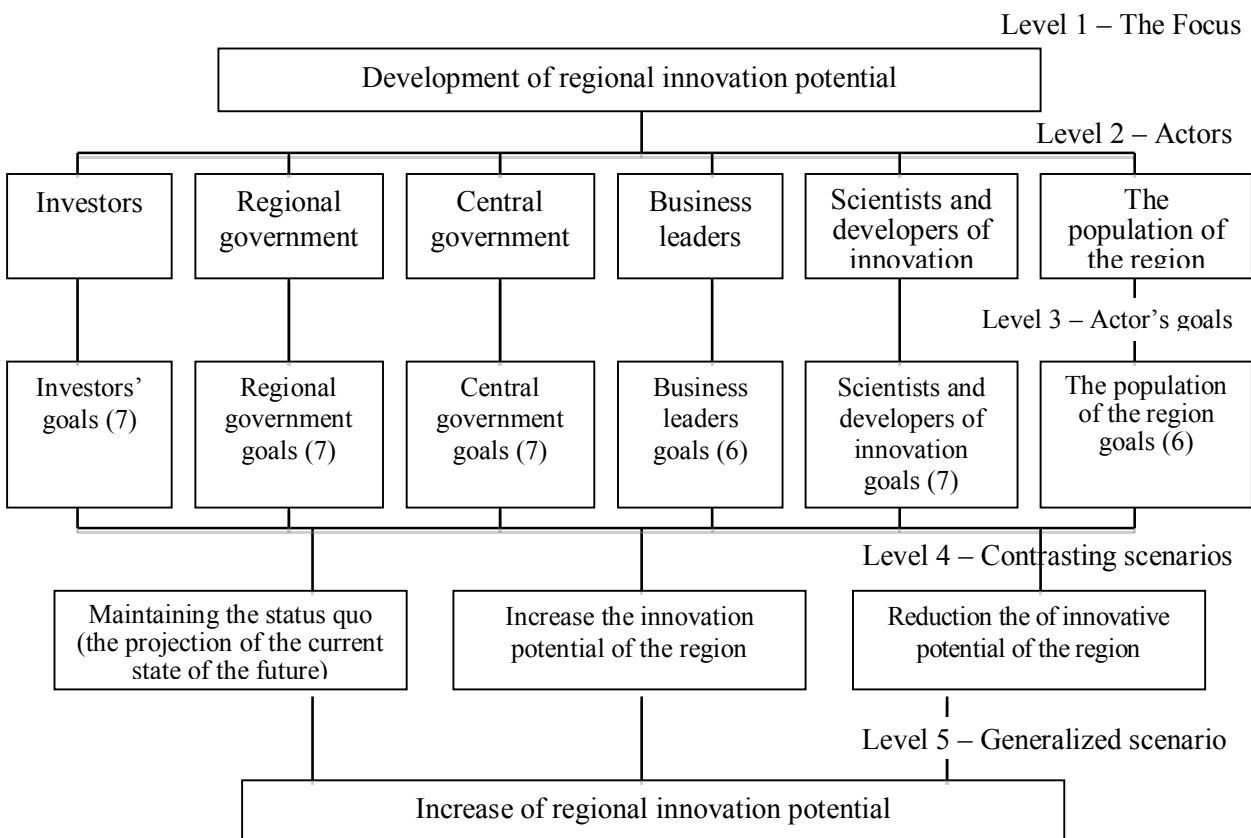 Level 1 – The Focus
Development of regional innovation potential
Level 2 – Actors
Investors
Regional
government
Central
government
Business
leaders
Scientists and
developers of
innovation
The
population of
the region
Level 3 – Actor’s goals
Investors’
goals (7)
Regional
government
goals (7)
Central
government
goals (7)
Business
leaders
goals (6)
Scientists and
developers of
innovation
goals (7)
The population
of the region
goals (6)
Level 4 – Contrasting scenarios
Maintaining the status quo
(the projection of the current
state of the future)
Increase the innovation
potential of the region
Reduction the of innovative
potential of the region
Level 5 – Generalized scenario
Increase of regional innovation potential